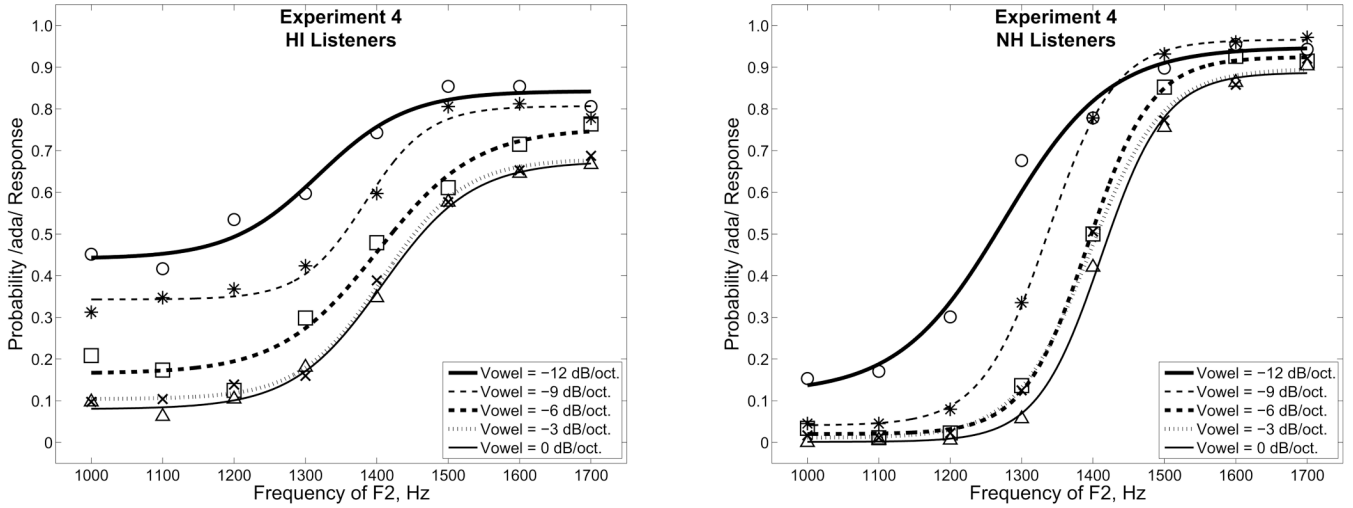 Experiment 4
HI Listeners
Probability /ada/ Response
1.0
0.9
0.8
0.7
0.6
0.5
0.4
0.3
0.2
0.1
0
Vowel = −12 dB/oct.
Vowel = −9 dB/oct.
Vowel = −6 dB/oct.
Vowel = −3 dB/oct.
Vowel = 0 dB/oct.
1000 1100 1200 1300 1400 1500 1600 1700
Frequency of F2, Hz
Experiment 4
NH Listeners
Probability /ada/ Response
1.0
0.9
0.8
0.7
0.6
0.5
0.4
0.3
0.2
0.1
0
Vowel = −12 dB/oct.
Vowel = −9 dB/oct.
Vowel = −6 dB/oct.
Vowel = −3 dB/oct.
Vowel = 0 dB/oct.
1000 1100 1200 1300 1400 1500 1600 1700
Frequency of F2, Hz